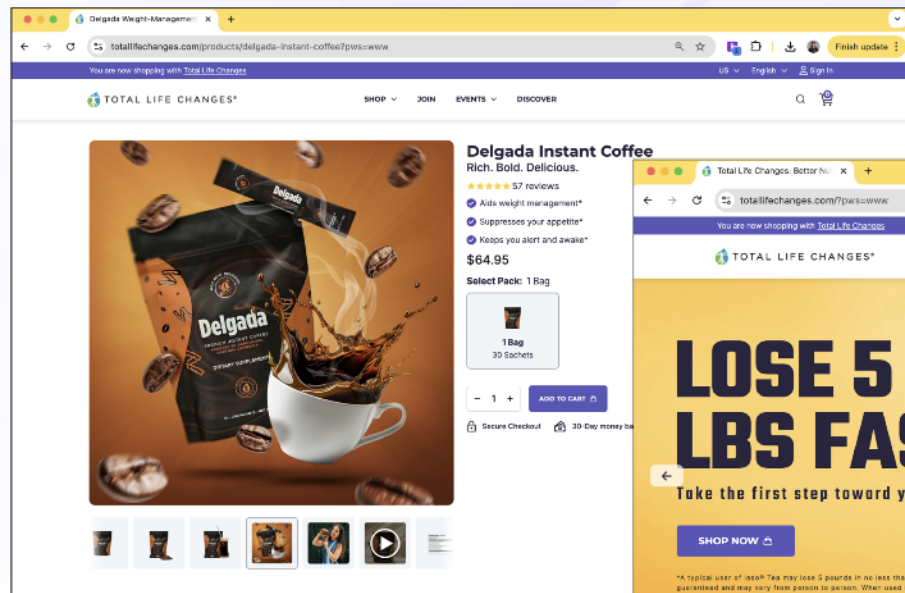 Delgada Weight-Management
totallifechanges.com/products/delgada-instant-coffee?pws=www
Finish update
You are now shopping with Total Life Changes
US English Sign In
TOTAL LIFE CHANGES®
SHOP JOIN EVENTS DISCOVER
0
Delgada
Delgada
PREMIUM INSTANT COFFEE
DIETARY SUPPLEMENT
Delgada Instant Coffee
Rich. Bold. Delicious.
57 reviews
Aids weight management*
Suppresses your appetite*
Keeps you alert and awake*
$64.95
Select Pack: 1 Bag
1 Bag
30 Sachets
- 1 +
ADD TO CART
Secure Checkout 30-Day money ba
Total Life Changes: Better Nu
totallifechanges.com/?pws=www
You are now shopping with Total Life Changes
TOTAL LIFE CHANGES®
LOSE 5
LBS FAS
Take the first step toward y
SHOP NOW
*A typical user of Iaso® Tea may lose 5 pounds in no less tha
guaranteed and may vary from person to person. When used